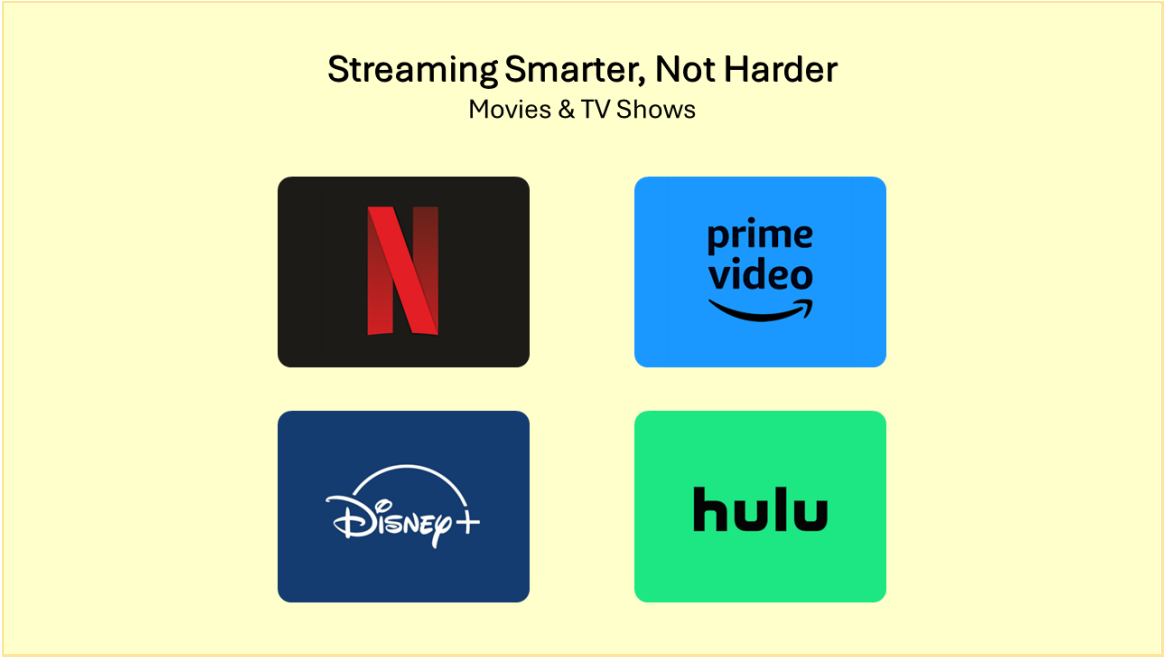 Streaming Smarter, Not Harder
Movies & TV Shows
N
prime
video
Disney+
hulu